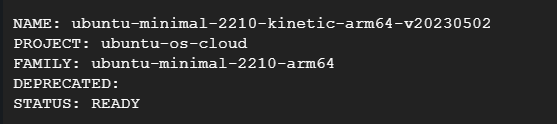 NAME: ubuntu-minimal-2210-kinetic-arm64-v20230502
PROJECT: ubuntu-os-cloud
FAMILY: ubuntu-minimal-2210-arm64
DEPRECATED:
STATUS: READY